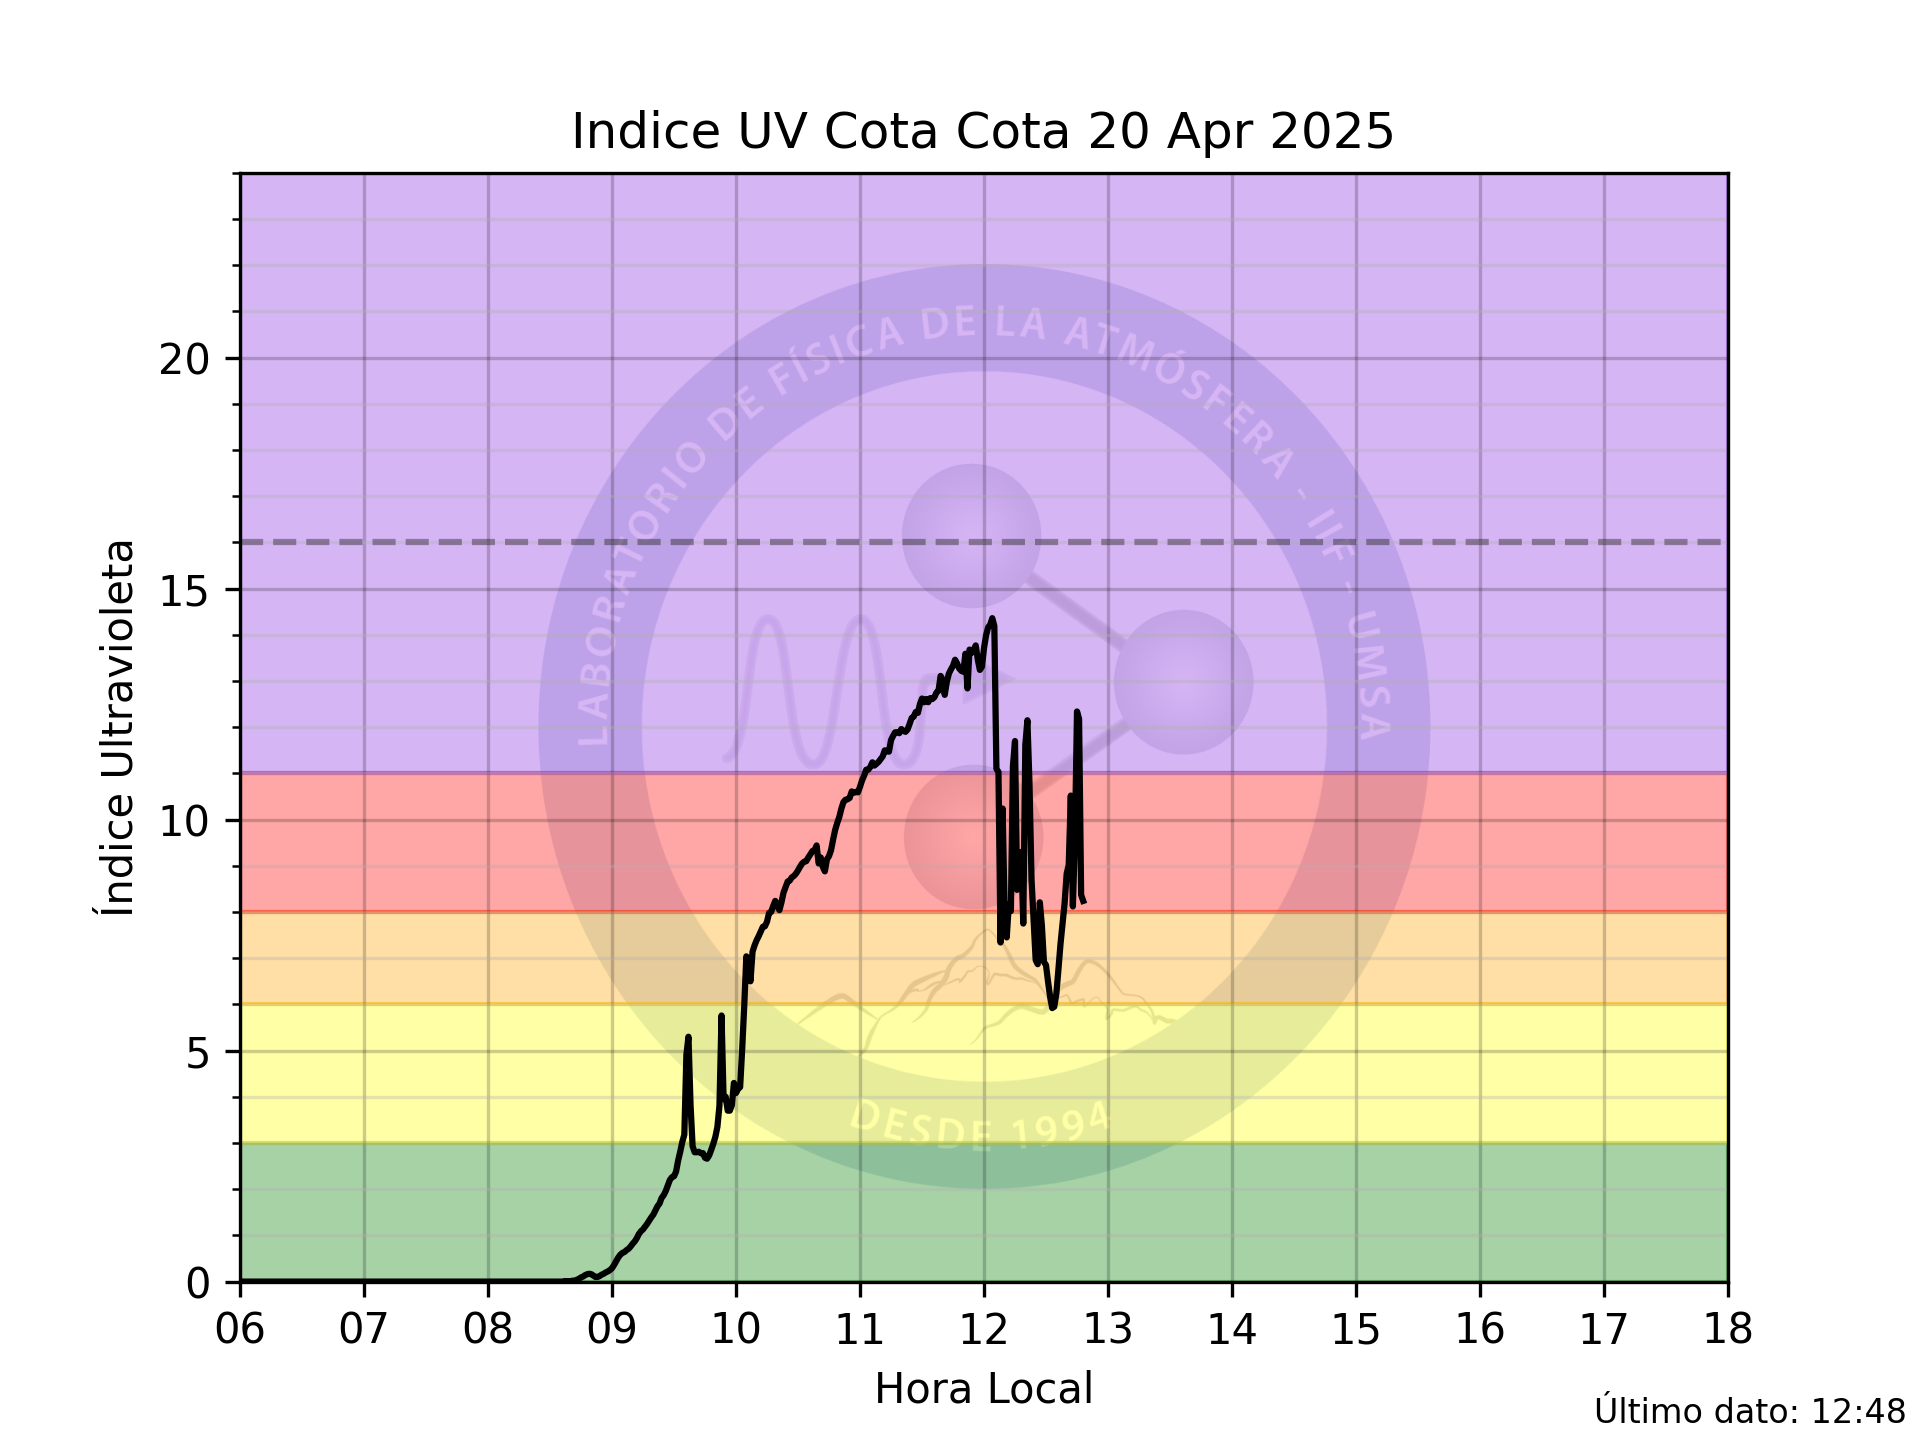 Indice UV Cota Cota 20 Apr 2025
20
15
10
5
0
Índice Ultravioleta
LABORATORIO DE FÍSICA DE LA ATMÓSFERA - IIF - UMSA
DESDE 1994
06 07 08 09 10 11 12 13 14 15 16 17 18
Hora Local
Último dato: 12:48